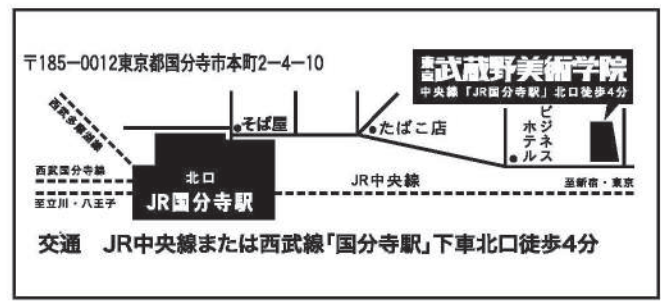 〒185-0012東京都国分寺市本町2-4-10
東京武蔵野美術学院
中央線「JR国分寺駅」北口徒歩4分
西武多摩湖線
そば屋
たばこ店
ビジネス
ホテル
西武国分寺線
北口
JR中央線
至新宿・東京
至立川・八王子
JR国分寺駅
交通 JR中央線または西武線「国分寺駅」下車北口徒歩4分